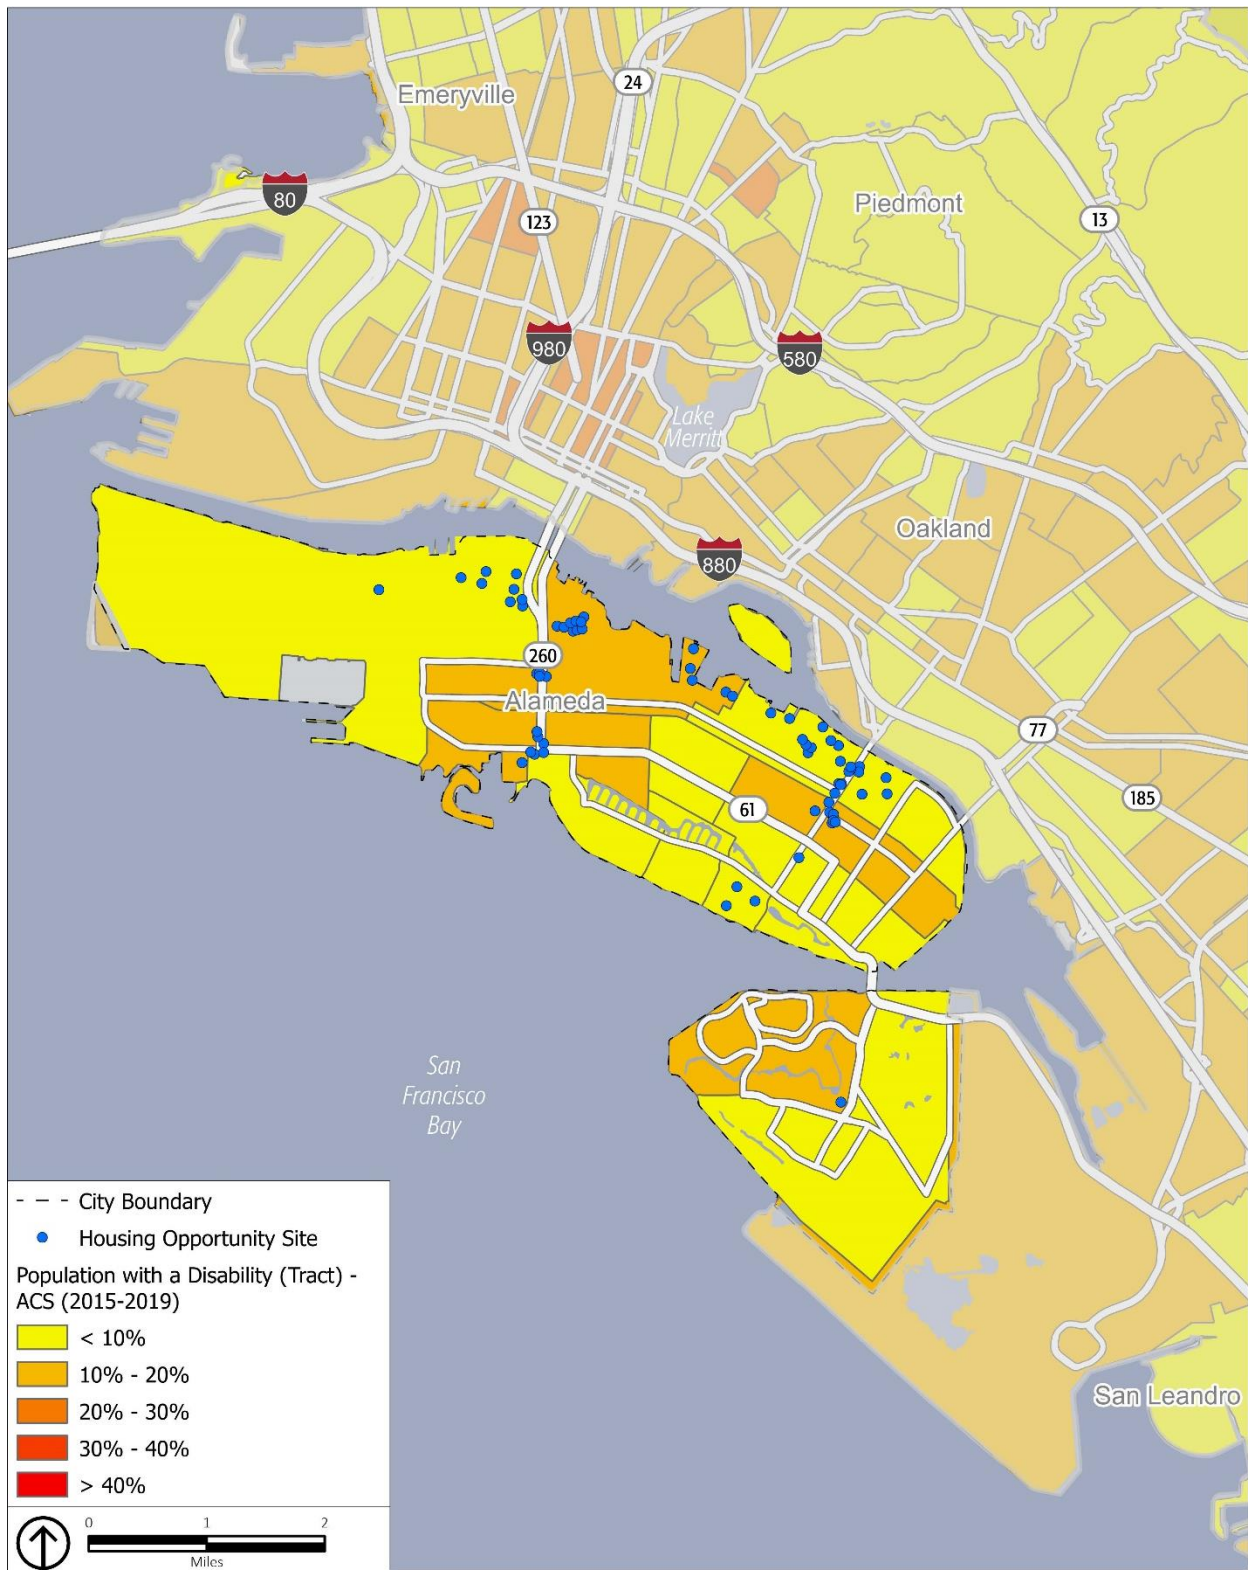 Emeryville
24
80
123
Piedmont
13
980
580
Lake
Merritt
Oakland
880
260
Alameda
77
61
185
San
Francisco
Bay
San Leandro
City Boundary
Housing Opportunity Site
Population with a Disability (Tract) -
ACS (2015-2019)
< 10%
10% - 20%
20% - 30%
30% - 40%
> 40%
0 1 2
Miles